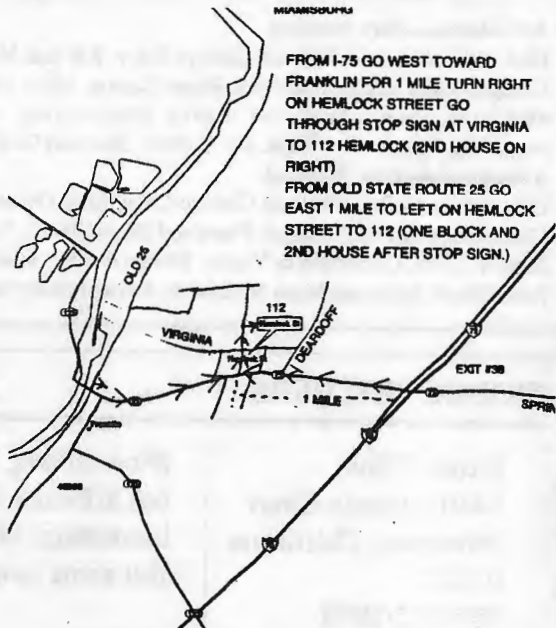 MIAMISBURG
FROM I-75 GO WEST TOWARD
FRANKLIN FOR 1 MILE TURN RIGHT
ON HEMLOCK STREET GO
THROUGH STOP SIGN AT VIRGINIA
TO 112 HEMLOCK (2ND HOUSE ON
RIGHT)
FROM OLD STATE ROUTE 25 GO
EAST 1 MILE TO LEFT ON HEMLOCK
STREET TO 112 (ONE BLOCK AND
2ND HOUSE AFTER STOP SIGN.)
OLD 25
112
Hemlock St
VIRGINIA
DEARDOFF
EXIT #38
1 MILE
SPRIN